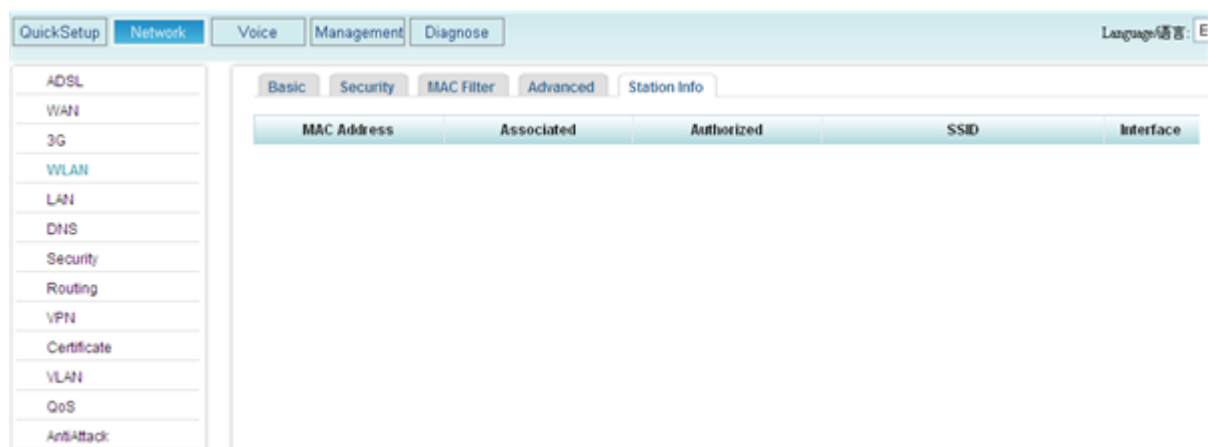 QuickSetup Network Voice Management Diagnose Language/语言: E
Basic Security MAC Filter Advanced Station Info
MAC Address Associated Authorized SSID Interface
ADSL
WAN
3G
WLAN
LAN
DNS
Security
Routing
VPN
Certificate
VLAN
QoS
AntiAttack